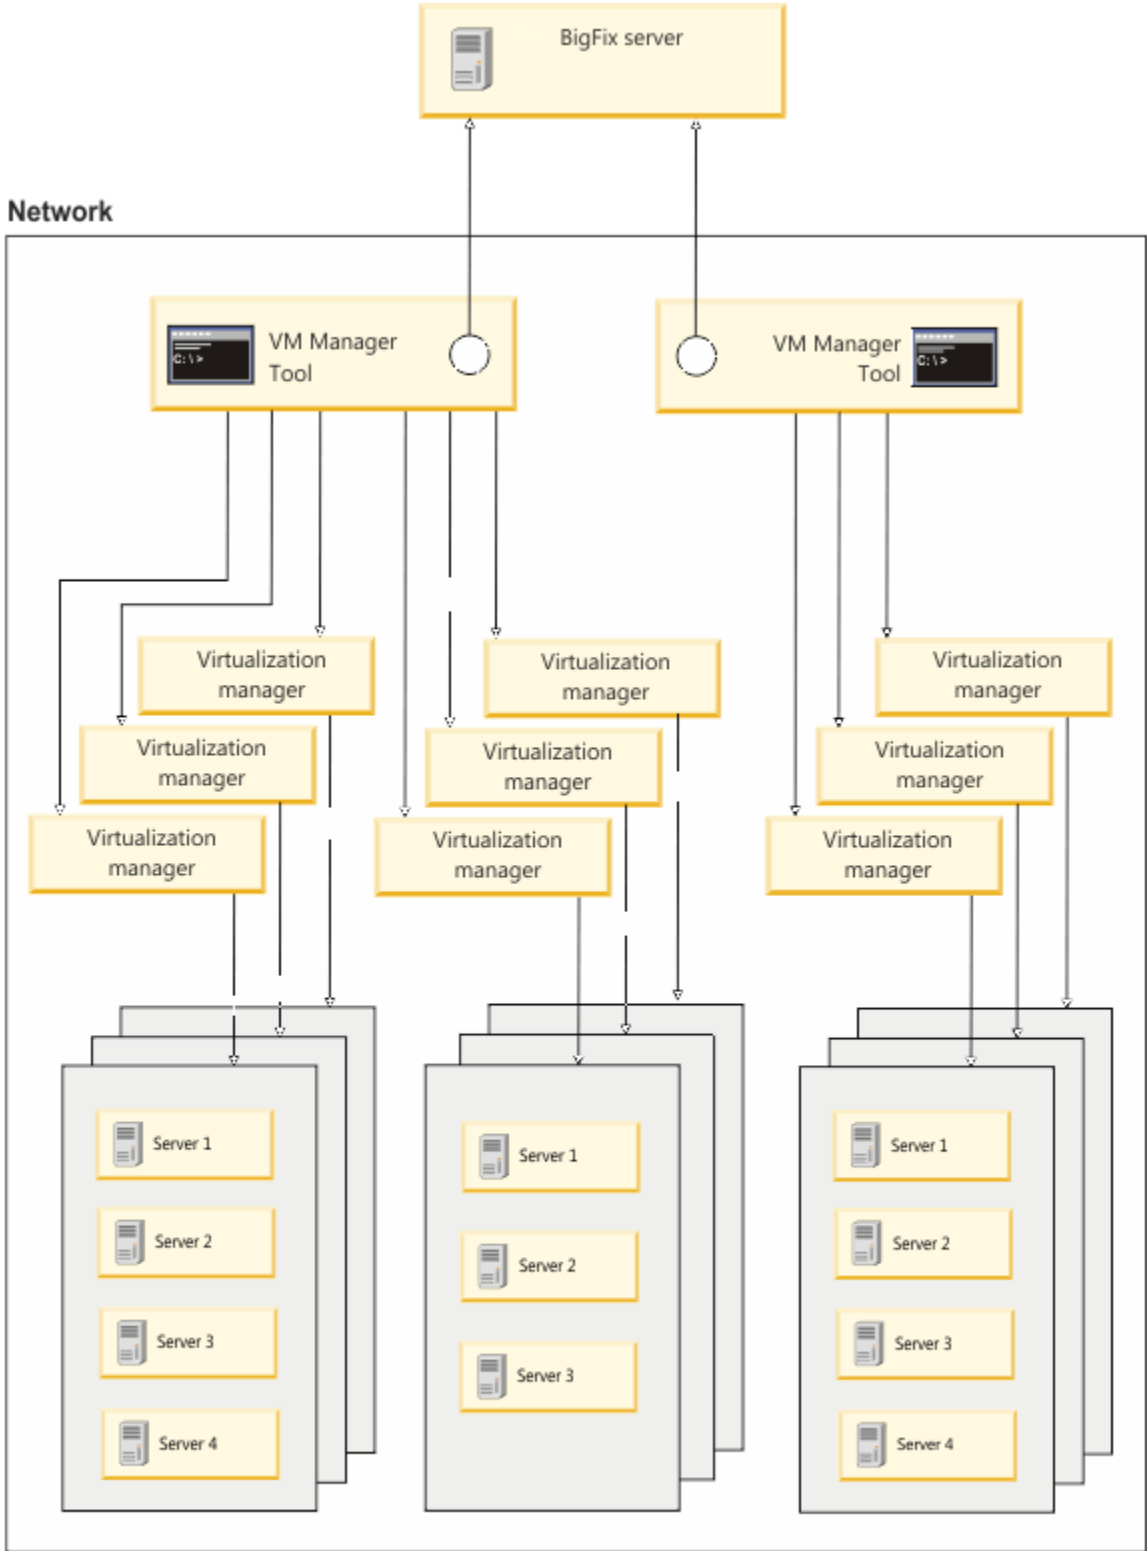 BigFix server
Network
C:\>
VM Manager
Tool
VM Manager
Tool
C:\>
Virtualization
manager
Virtualization
manager
Virtualization
manager
Virtualization
manager
Virtualization
manager
Virtualization
manager
Virtualization
manager
Virtualization
manager
Virtualization
manager
Server 1
Server 2
Server 3
Server 4
Server 1
Server 2
Server 3
Server 1
Server 2
Server 3
Server 4